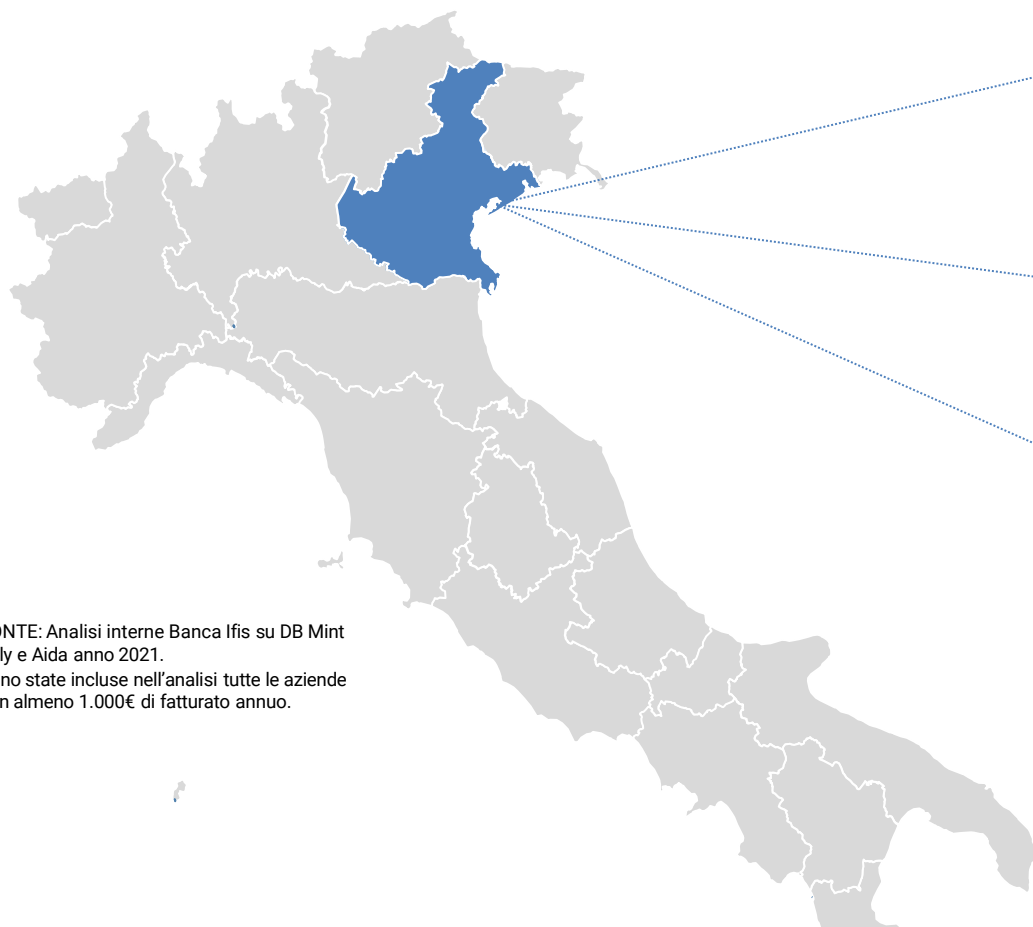 ONTE: Analisi interne Banca Ifis su DB Mint
ly e Aida anno 2021.
no state incluse nell'analisi tutte le aziende
n almeno 1.000€ di fatturato annuo.